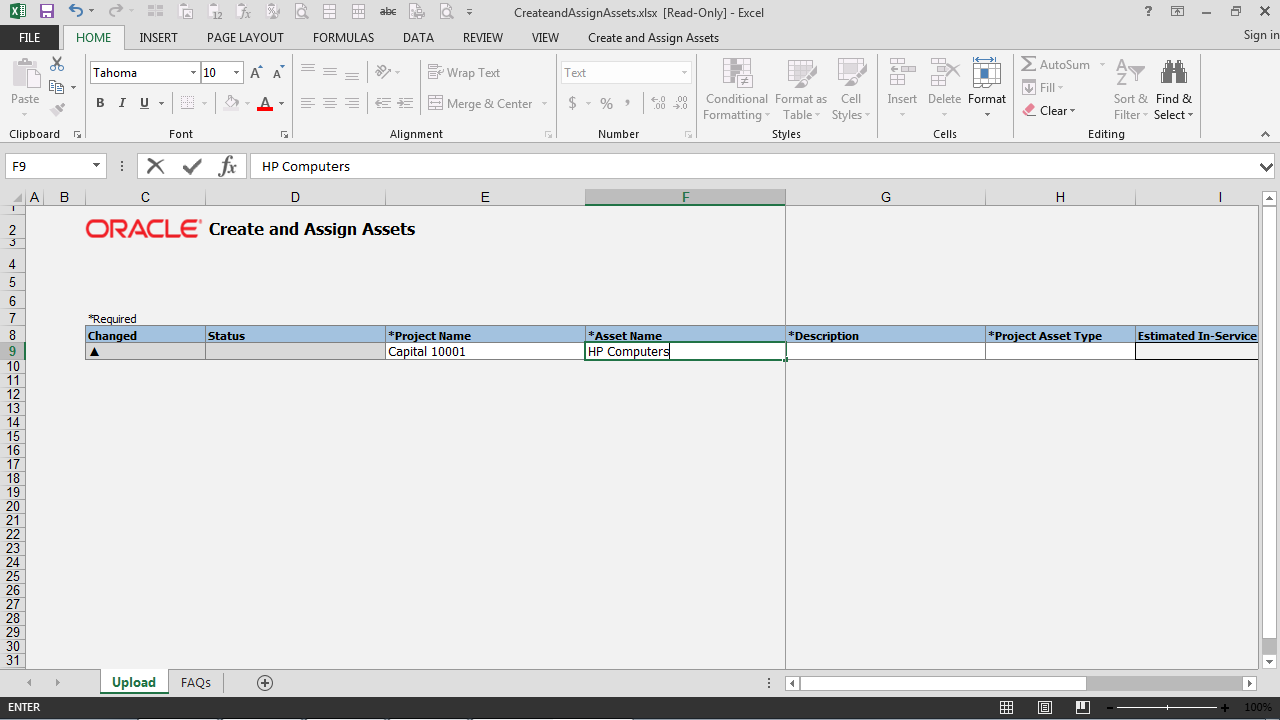 CreateandAssignAssets.xlsx [Read-Only] - Excel
FILE HOME INSERT PAGE LAYOUT FORMULAS DATA REVIEW VIEW Create and Assign Assets Sign in
Paste
Clipboard
Tahoma 10
B I U A
Font
Wrap Text
Merge & Center
Alignment
Text
$ % ,
Number
Conditional Formatting
Format as Table
Cell Styles
Styles
Insert Delete Format
Cells
AutoSum
Fill
Clear
Sort & Filter
Find & Select
Editing
F9 fx HP Computers
A B C D E F G H I
1
2 ORACLE Create and Assign Assets
3
4
5
6
7 *Required
8 Changed Status *Project Name *Asset Name *Description *Project Asset Type Estimated In-Service
9 ▲ Capital 10001 HP Computers
10
11
12
13
14
15
16
17
18
19
20
21
22
23
24
25
26
27
28
29
30
31
Upload FAQs
ENTER 100%